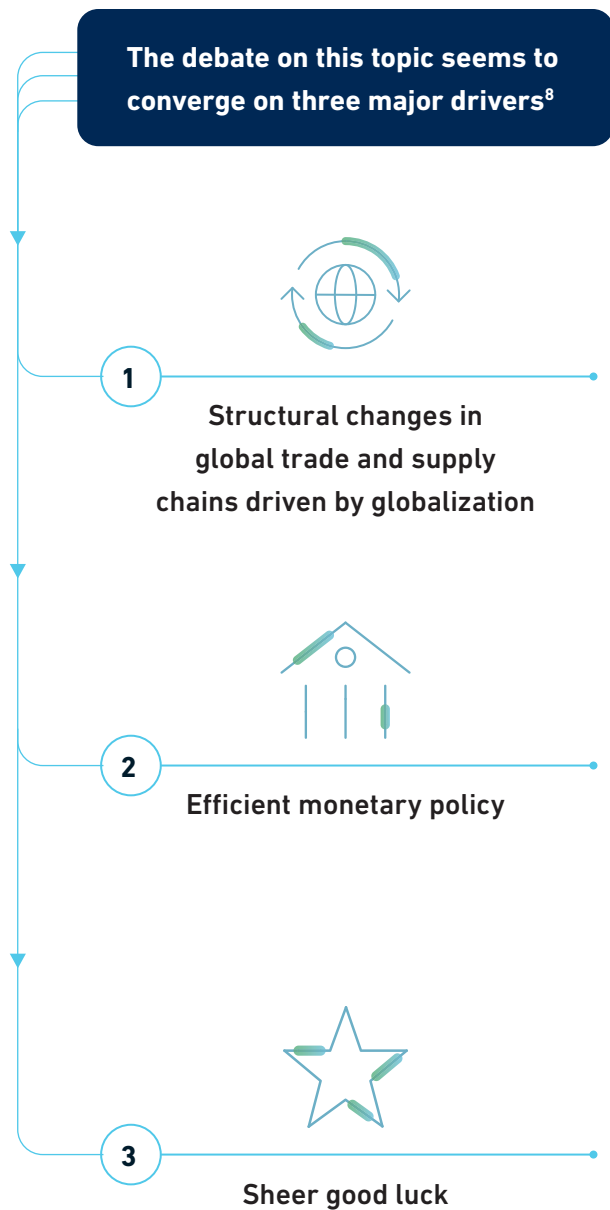 The debate on this topic seems to
converge on three major drivers⁸
1
Structural changes in
global trade and supply
chains driven by globalization
2
Efficient monetary policy
3
Sheer good luck